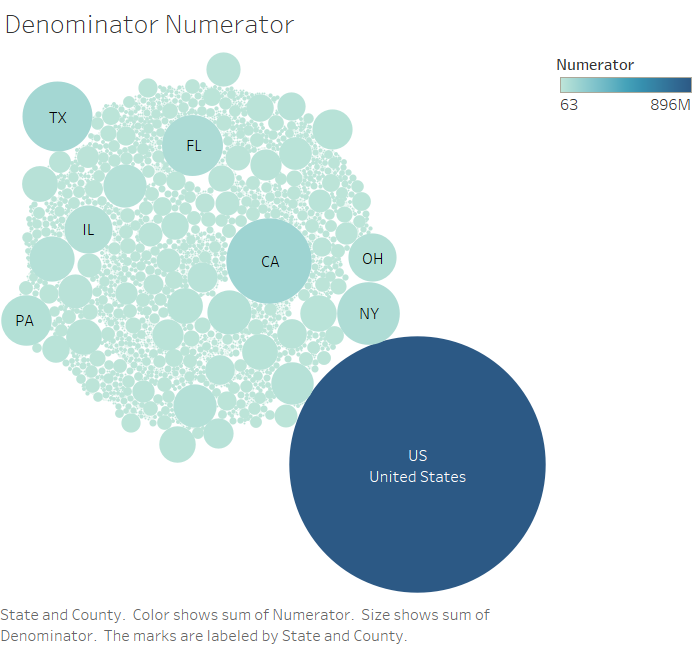 Denominator Numerator
Numerator
63 896M
TX
FL
IL
CA
OH
PA
NY
US
United States
State and County.  Color shows sum of Numerator.  Size shows sum of
Denominator.  The marks are labeled by State and County.